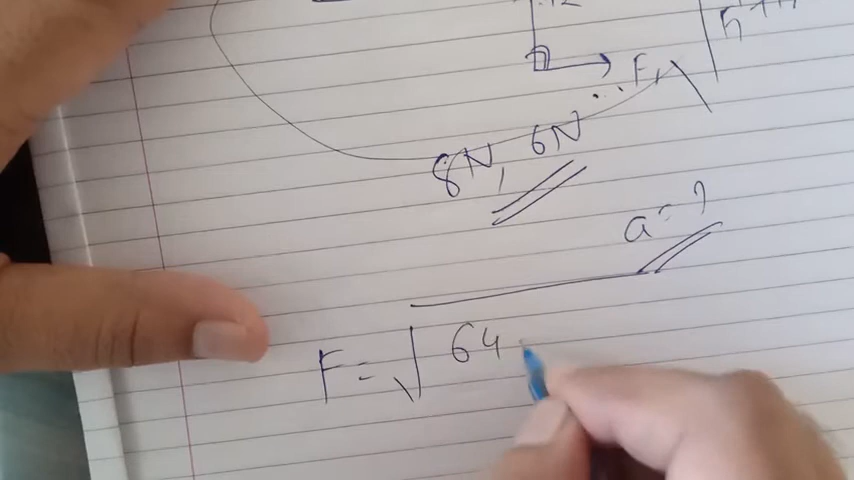 F₁
8N, 6N
a = ?
F = √ 64